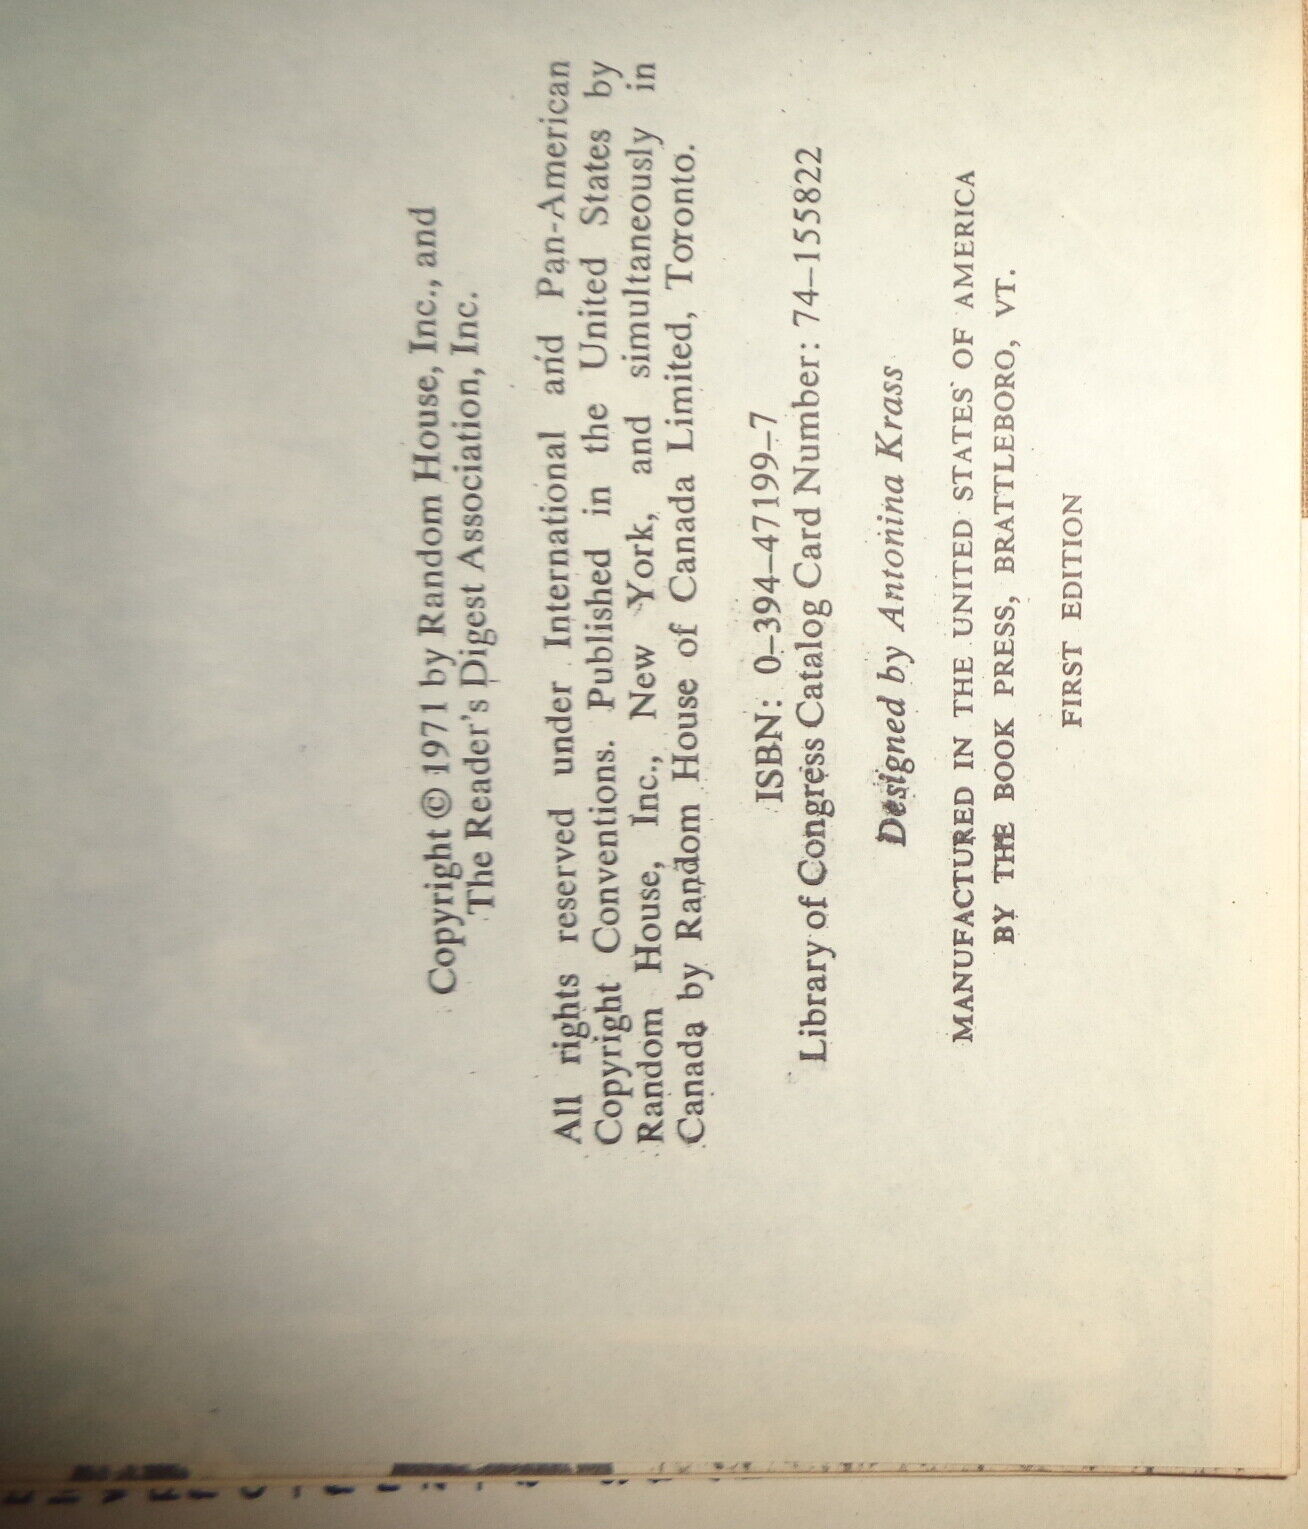 Copyright © 1971 by Random House, Inc., and
The Reader's Digest Association, Inc.
All rights reserved under International and Pan-American
Copyright Conventions. Published in the United States by
Random House, Inc., New York, and simultaneously in
Canada by Random House of Canada Limited, Toronto.
ISBN: 0–394–47199–7
Library of Congress Catalog Card Number: 74–155822
Designed by Antonina Krass
MANUFACTURED IN THE UNITED STATES OF AMERICA
BY THE BOOK PRESS, BRATTLEBORO, VT.
FIRST EDITION